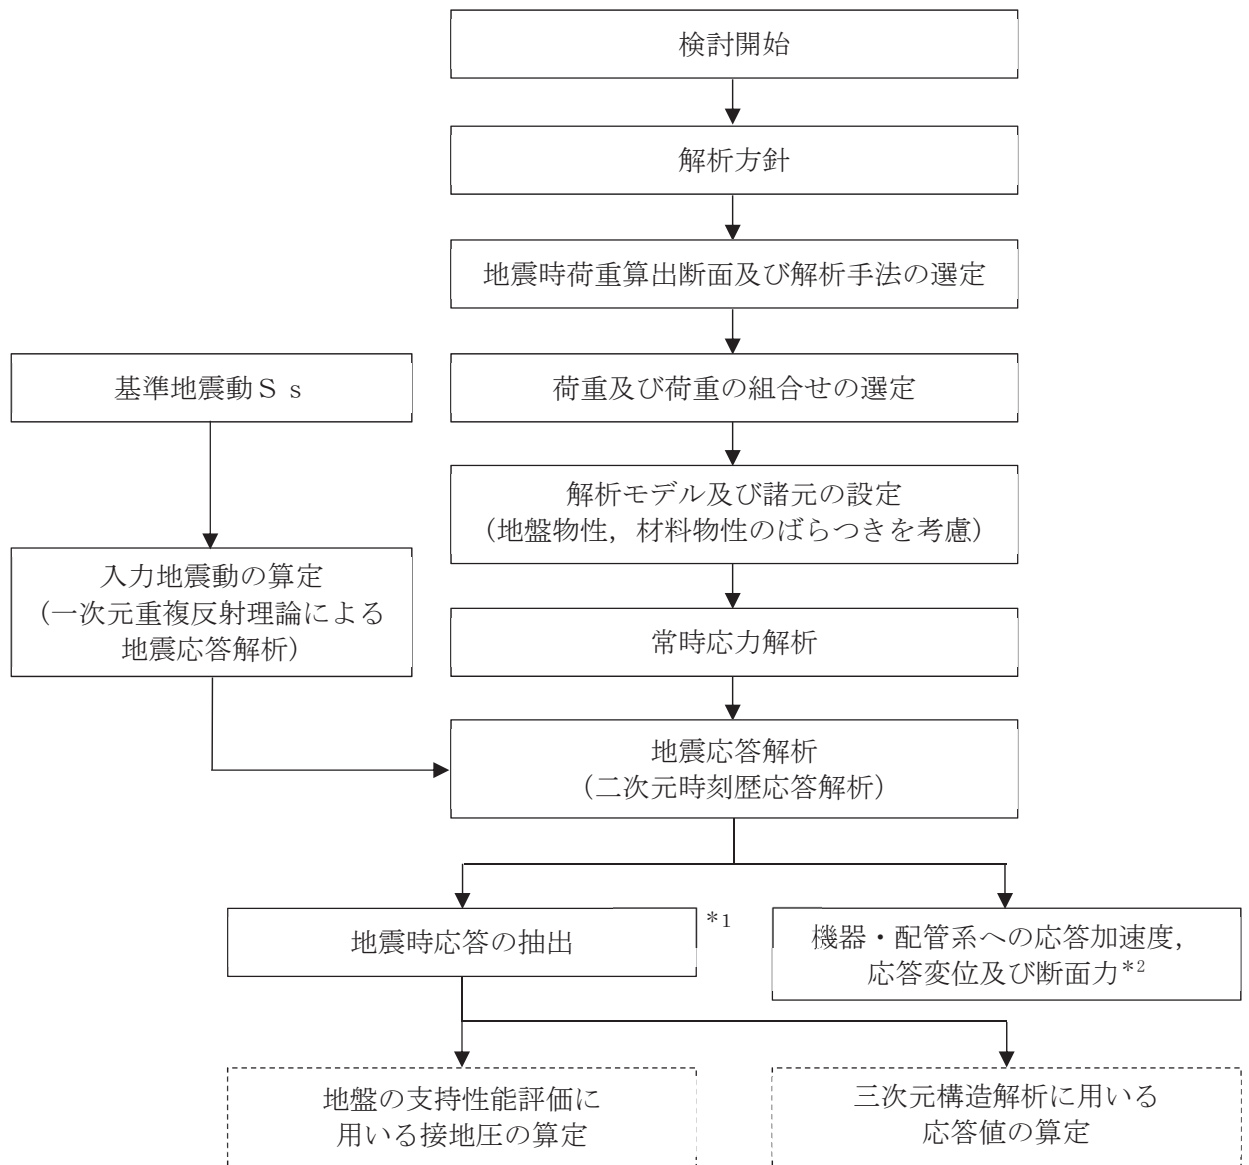 検討開始
解析方針
地震時荷重算出断面及び解析手法の選定
基準地震動Ｓｓ
荷重及び荷重の組合せの選定
解析モデル及び諸元の設定
（地盤物性，材料物性のばらつきを考慮）
入力地震動の算定
（一次元重複反射理論による
地震応答解析）
常時応力解析
地震応答解析
（二次元時刻歴応答解析）
地震時応答の抽出
*1
機器・配管系への応答加速度，
応答変位及び断面力*2
地盤の支持性能評価に
用いる接地圧の算定
三次元構造解析に用いる
応答値の算定